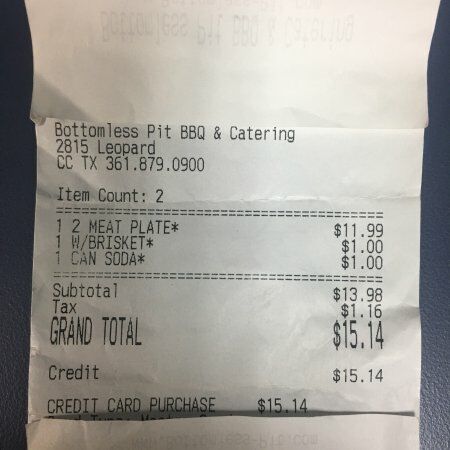 Bottomless Pit BBQ & Catering
2815 Leopard
CC TX 361.879.0900
Item Count: 2
1 2 MEAT PLATE* $11.99
1 W/BRISKET* $1.00
1 CAN SODA* $1.00
Subtotal $13.98
Tax $1.16
GRAND TOTAL $15.14
Credit $15.14
CREDIT CARD PURCHASE $15.14